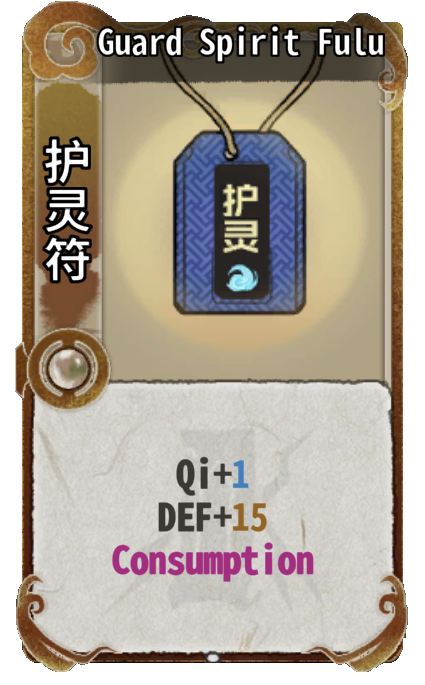 Guard Spirit Fulu
护灵符
护灵
Qi+1
DEF+15
Consumption